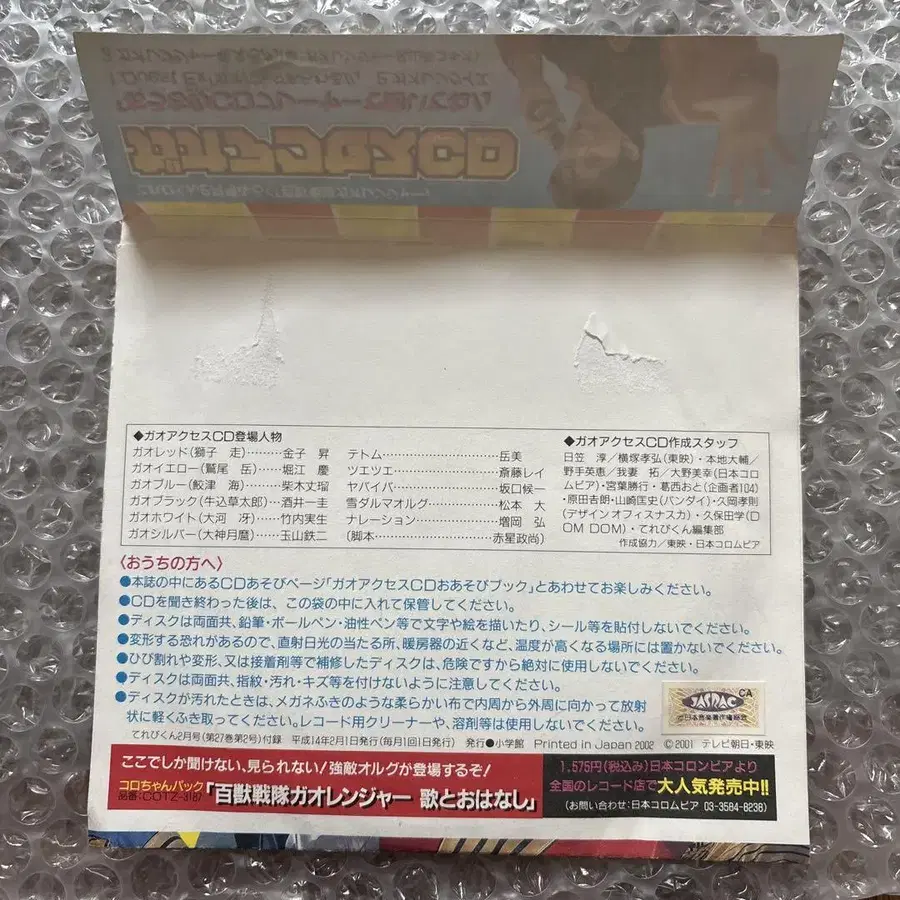 ガオアクセスCD
◆ガオアクセスCD登場人物
ガオレッド(獅子 走)………金子 昇
ガオイエロー(鷲尾 岳)……堀江 慶
ガオブルー(鮫津 海)………柴木丈瑠
ガオブラック(牛込草太郎)…酒井一圭
ガオホワイト(大河 冴)……竹内実生
ガオシルバー(大神月麿)……玉山鉄二
テトム……………………岳美
ツエツエ……………斎藤レイ
ヤバイバ……………坂口候一
雪ダルマオルグ………松本 大
ナレーション…………増岡 弘
〔脚本………………赤星政尚〕
◆ガオアクセスCD作成スタッフ
日笠 淳/横塚孝弘(東映)・本地大輔/
野手英恵/我妻 拓/大野美幸(日本コロ
ムビア)・宮葉勝行・葛西おと(企画者104)
・原田吉朗・山崎匡史(バンダイ)・久岡孝則
(デザインオフィスナスカ)・久保田学(D
OM DOM)・てれびくん編集部
作成協力/東映・日本コロムビア
〈おうちの方へ〉
●本誌の中にあるCDあそびページ「ガオアクセスCDおあそびブック」とあわせてお楽しみください。
●CDを聞き終わった後は、この袋の中に入れて保管してください。
●ディスクは両面共、鉛筆・ボールペン・油性ペン等で文字や絵を描いたり、シール等を貼付しないでください。
●変形する恐れがあるので、直射日光の当たる所、暖房器の近くなど、温度が高くなる場所には置かないでください。
●ひび割れや変形、又は接着剤等で補修したディスクは、危険ですから絶対に使用しないでください。
●ディスクは両面共、指紋・汚れ・キズ等を付けないように注意してください。
●ディスクが汚れたときは、メガネふきのような柔らかい布で内周から外周に向かって放射
状に軽くふき取ってください。レコード用クリーナーや、溶剤等は使用しないでください。
JASRAC CA
てれびくん2月号(第27巻第2号)付録 平成14年2月1日発行(毎月1回1日発行) 発行●小学館 Printed in Japan 2002 ©2001 テレビ朝日・東映
ここでしか聞けない、見られない!強敵オルグが登場するぞ!
コロちゃんパック「百獣戦隊ガオレンジャー 歌とおはなし」
品番:COTZ-3187
1,575円(税込み)日本コロンビアより
全国のレコード店で大人気発売中!!
(お問い合わせ:日本コロムビア 03-3584-8238)